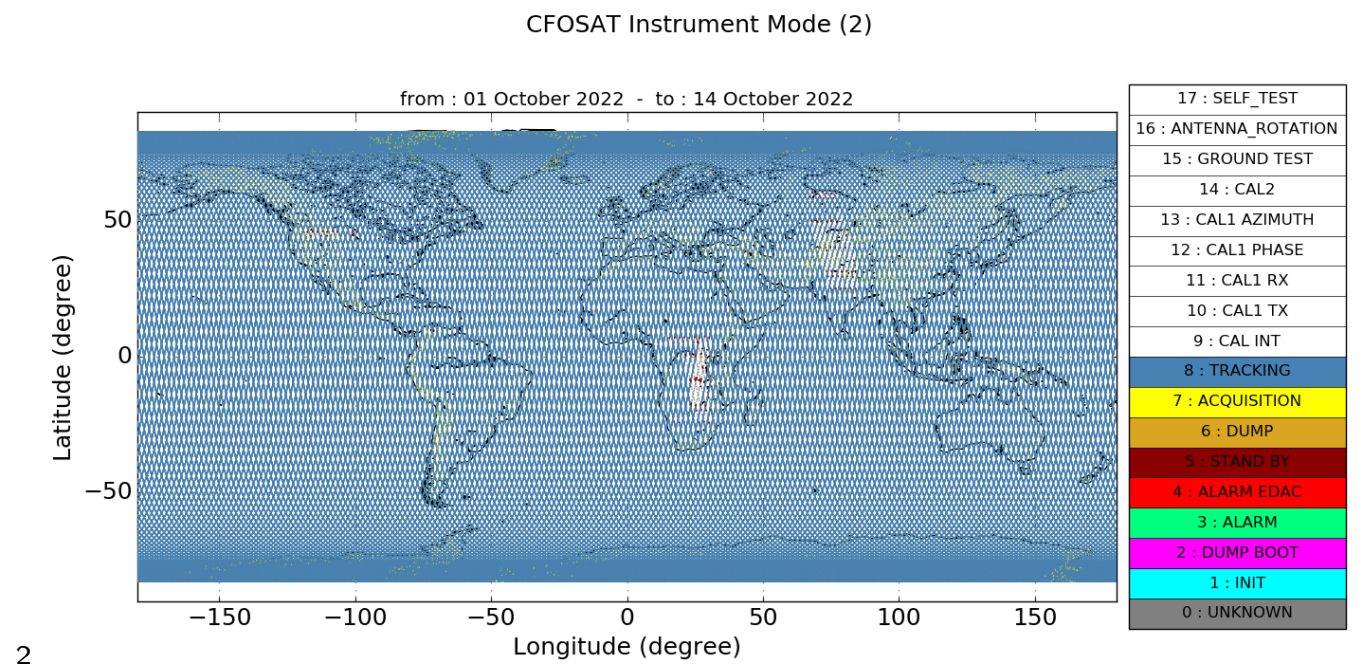 CFOSAT Instrument Mode (2)
from : 01 October 2022 - to : 14 October 2022
17 : SELF_TEST
16 : ANTENNA_ROTATION
15 : GROUND TEST
14 : CAL2
13 : CAL1 AZIMUTH
12 : CAL1 PHASE
11 : CAL1 RX
10 : CAL1 TX
9 : CAL INT
8 : TRACKING
7 : ACQUISITION
6 : DUMP
5 : STAND BY
4 : ALARM EDAC
3 : ALARM
2 : DUMP BOOT
1 : INIT
0 : UNKNOWN
Latitude (degree)
50
0
−50
−150 −100 −50 0 50 100 150
Longitude (degree)
2